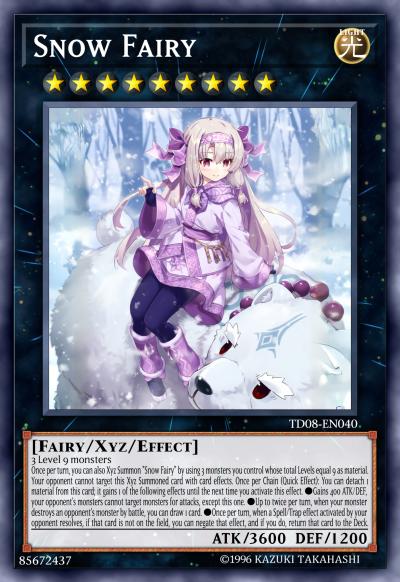 Snow Fairy
LIGHT
光
TD08-EN040
[Fairy/Xyz/Effect]
3 Level 9 monsters
Once per turn, you can also Xyz Summon "Snow Fairy" by using 3 monsters you control whose total Levels equal 9 as material.
Your opponent cannot target this Xyz Summoned card with card effects. Once per Chain (Quick Effect): You can detach 1
material from this card; it gains 1 of the following effects until the next time you activate this effect. ●Gains 400 ATK/DEF,
your opponent's monsters cannot target monsters for attacks, except this one. ●Up to twice per turn, when your monster
destroys an opponent's monster by battle, you can draw 1 card. ●Once per turn, when a Spell/Trap effect activated by your
opponent resolves, if that card is not on the field, you can negate that effect, and if you do, return that card to the Deck.
ATK/3600 DEF/1200
85672437
©1996 KAZUKI TAKAHASHI